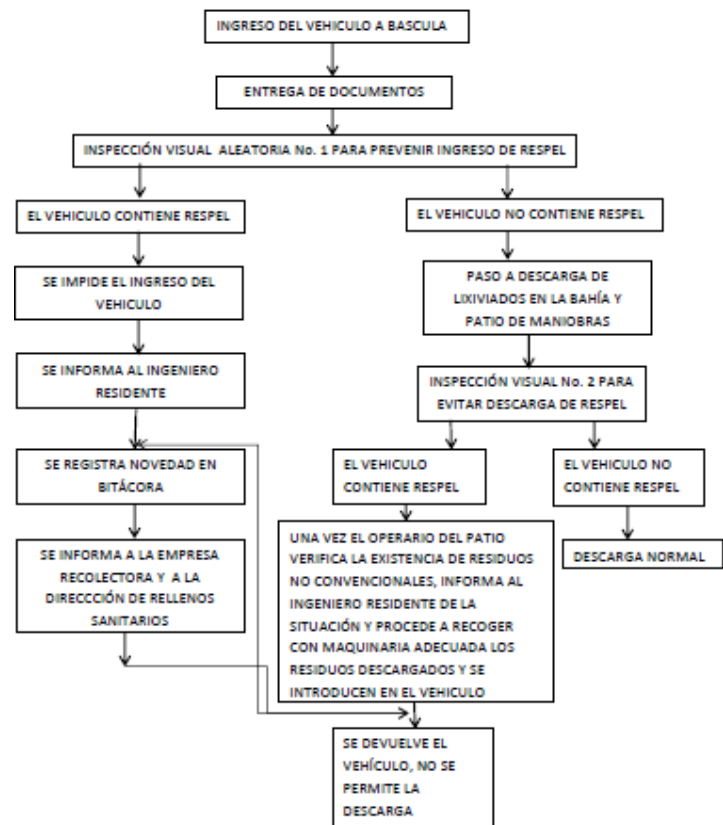 INGRESO DEL VEHICULO A BASCULA
ENTREGA DE DOCUMENTOS
INSPECCIÓN VISUAL ALEATORIA No. 1 PARA PREVENIR INGRESO DE RESPEL
EL VEHICULO CONTIENE RESPEL
SE IMPIDE EL INGRESO DEL
VEHICULO
SE INFORMA AL INGENIERO
RESIDENTE
SE REGISTRA NOVEDAD EN
BITÁCORA
SE INFORMA A LA EMPRESA
RECOLECTORA Y A LA
DIRECCCIÓN DE RELLENOS
SANITARIOS
EL VEHICULO NO CONTIENE RESPEL
PASO A DESCARGA DE
LIXIVIADOS EN LA BAHÍA Y
PATIO DE MANIOBRAS
INSPECCIÓN VISUAL No. 2 PARA
EVITAR DESCARGA DE RESPEL
EL VEHICULO
CONTIENE RESPEL
UNA VEZ EL OPERARIO DEL PATIO
VERIFICA LA EXISTENCIA DE RESIDUOS
NO CONVENCIONALES, INFORMA AL
INGENIERO RESIDENTE DE LA
SITUACIÓN Y PROCEDE A RECOGER
CON MAQUINARIA ADECUADA LOS
RESIDUOS DESCARGADOS Y SE
INTRODUCEN EN EL VEHICULO
SE DEVUELVE EL
VEHÍCULO, NO SE
PERMITE LA
DESCARGA
EL VEHICULO NO
CONTIENE RESPEL
DESCARGA NORMAL